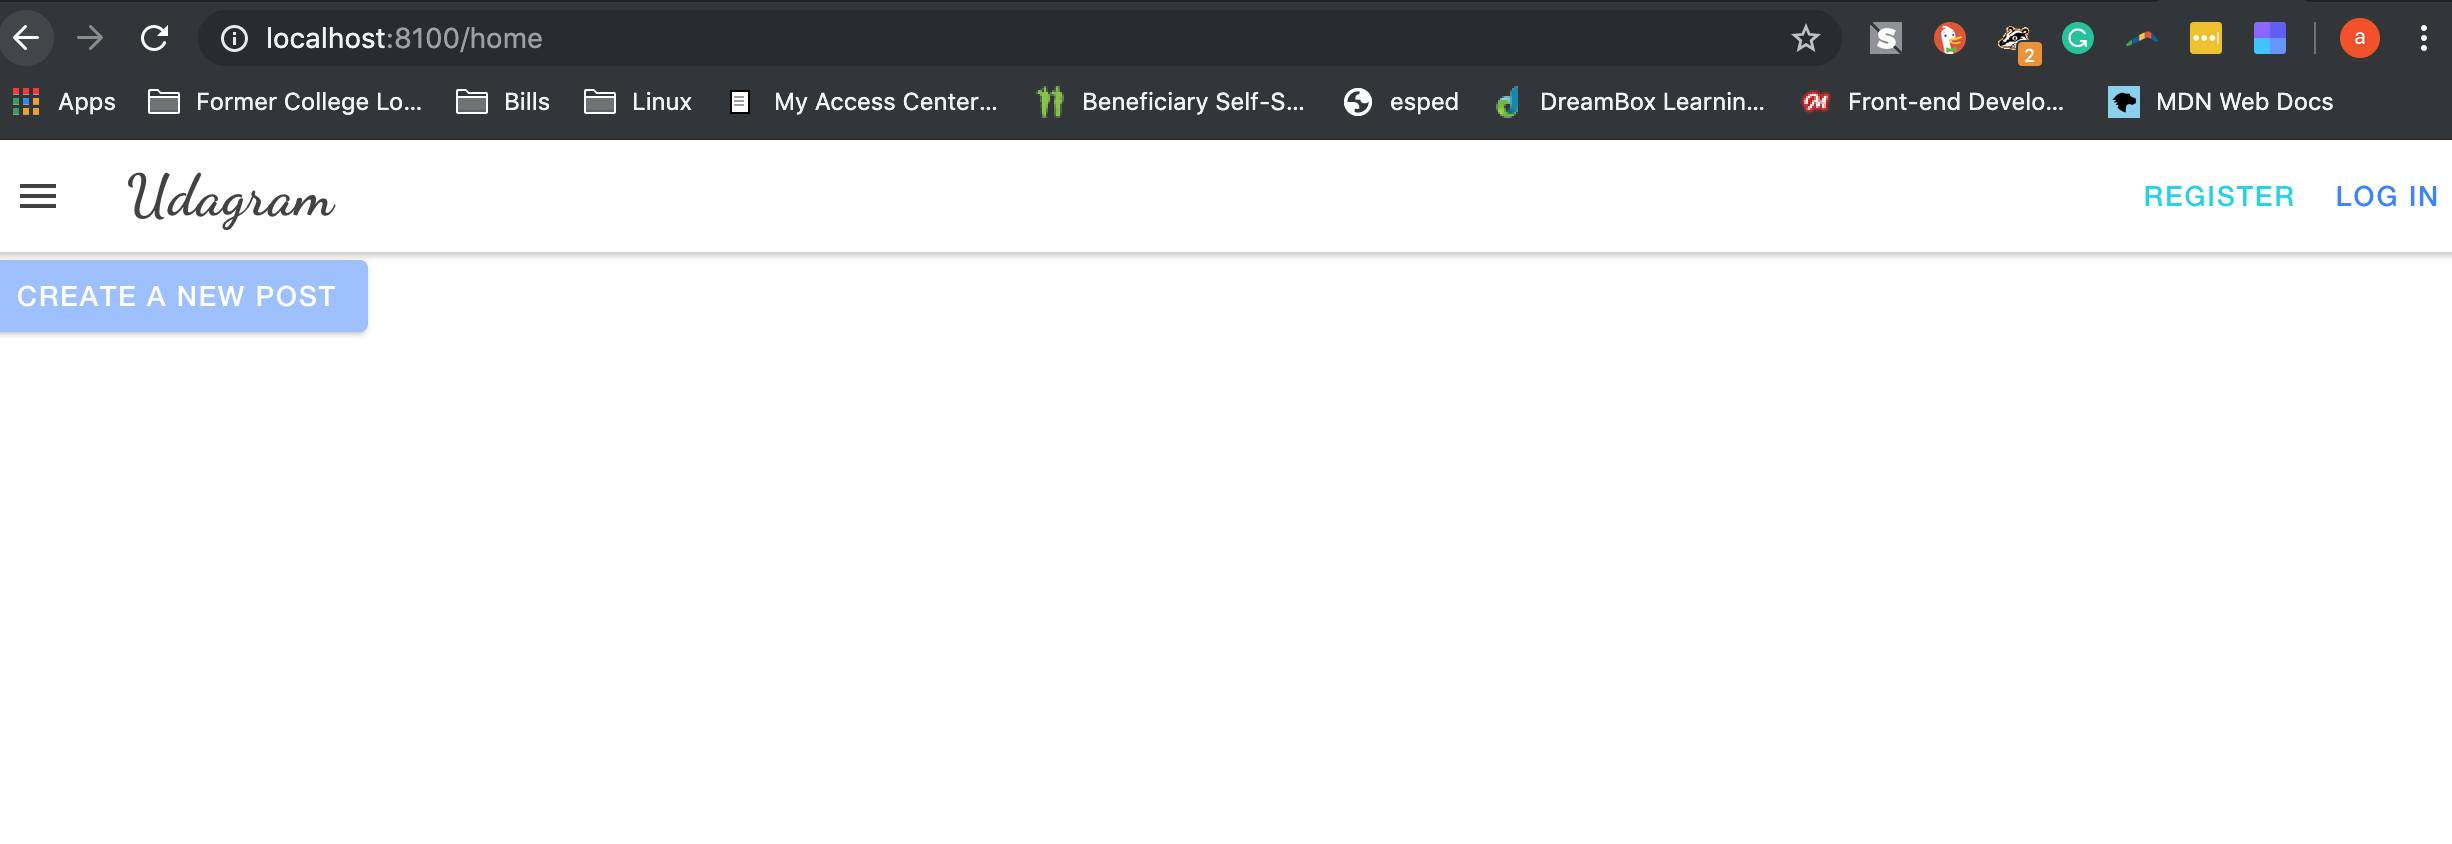 localhost:8100/home
2
a
Apps Former College Lo... Bills Linux My Access Center... Beneficiary Self-S... esped DreamBox Learnin... Front-end Develo... MDN Web Docs
Udagram REGISTER LOG IN
CREATE A NEW POST